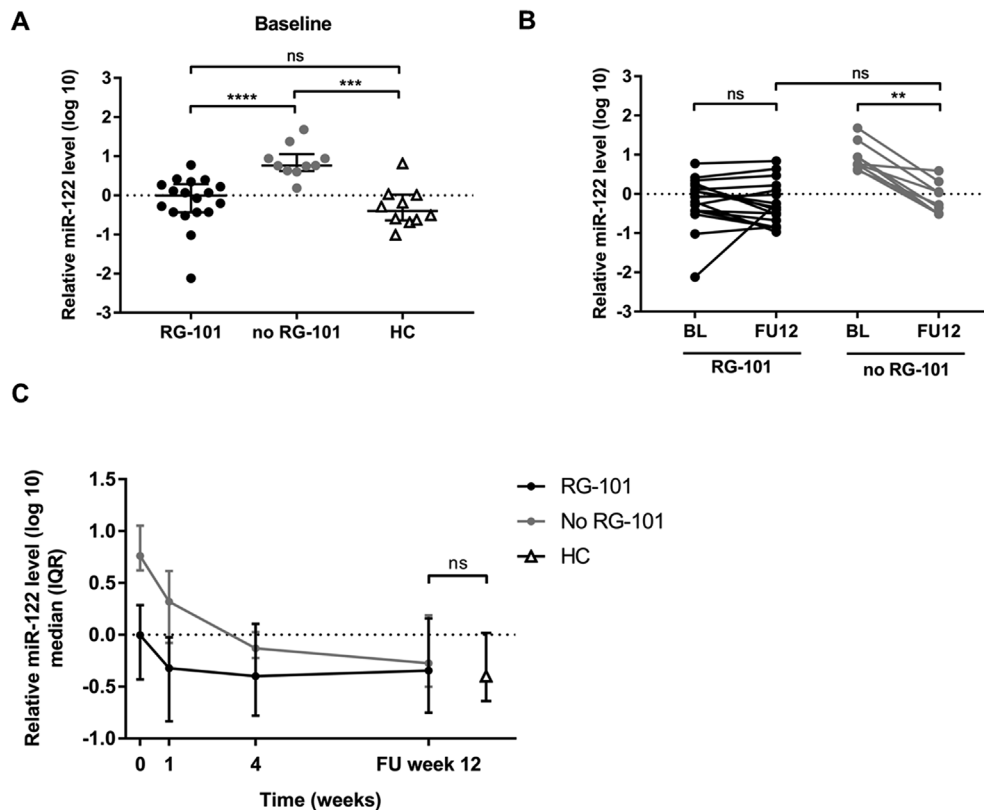 A
Baseline
ns
**** ***
Relative miR-122 level (log 10)
3
2
1
0
-1
-2
-3
RG-101 no RG-101 HC
B
ns
ns **
Relative miR-122 level (log 10)
3
2
1
0
-1
-2
-3
BL FU12 BL FU12
RG-101 no RG-101
C
Relative miR-122 level (log 10)
median (IQR)
1.5
1.0
0.5
0.0
-0.5
-1.0
ns
0 1 4 FU week 12
Time (weeks)
RG-101
No RG-101
HC